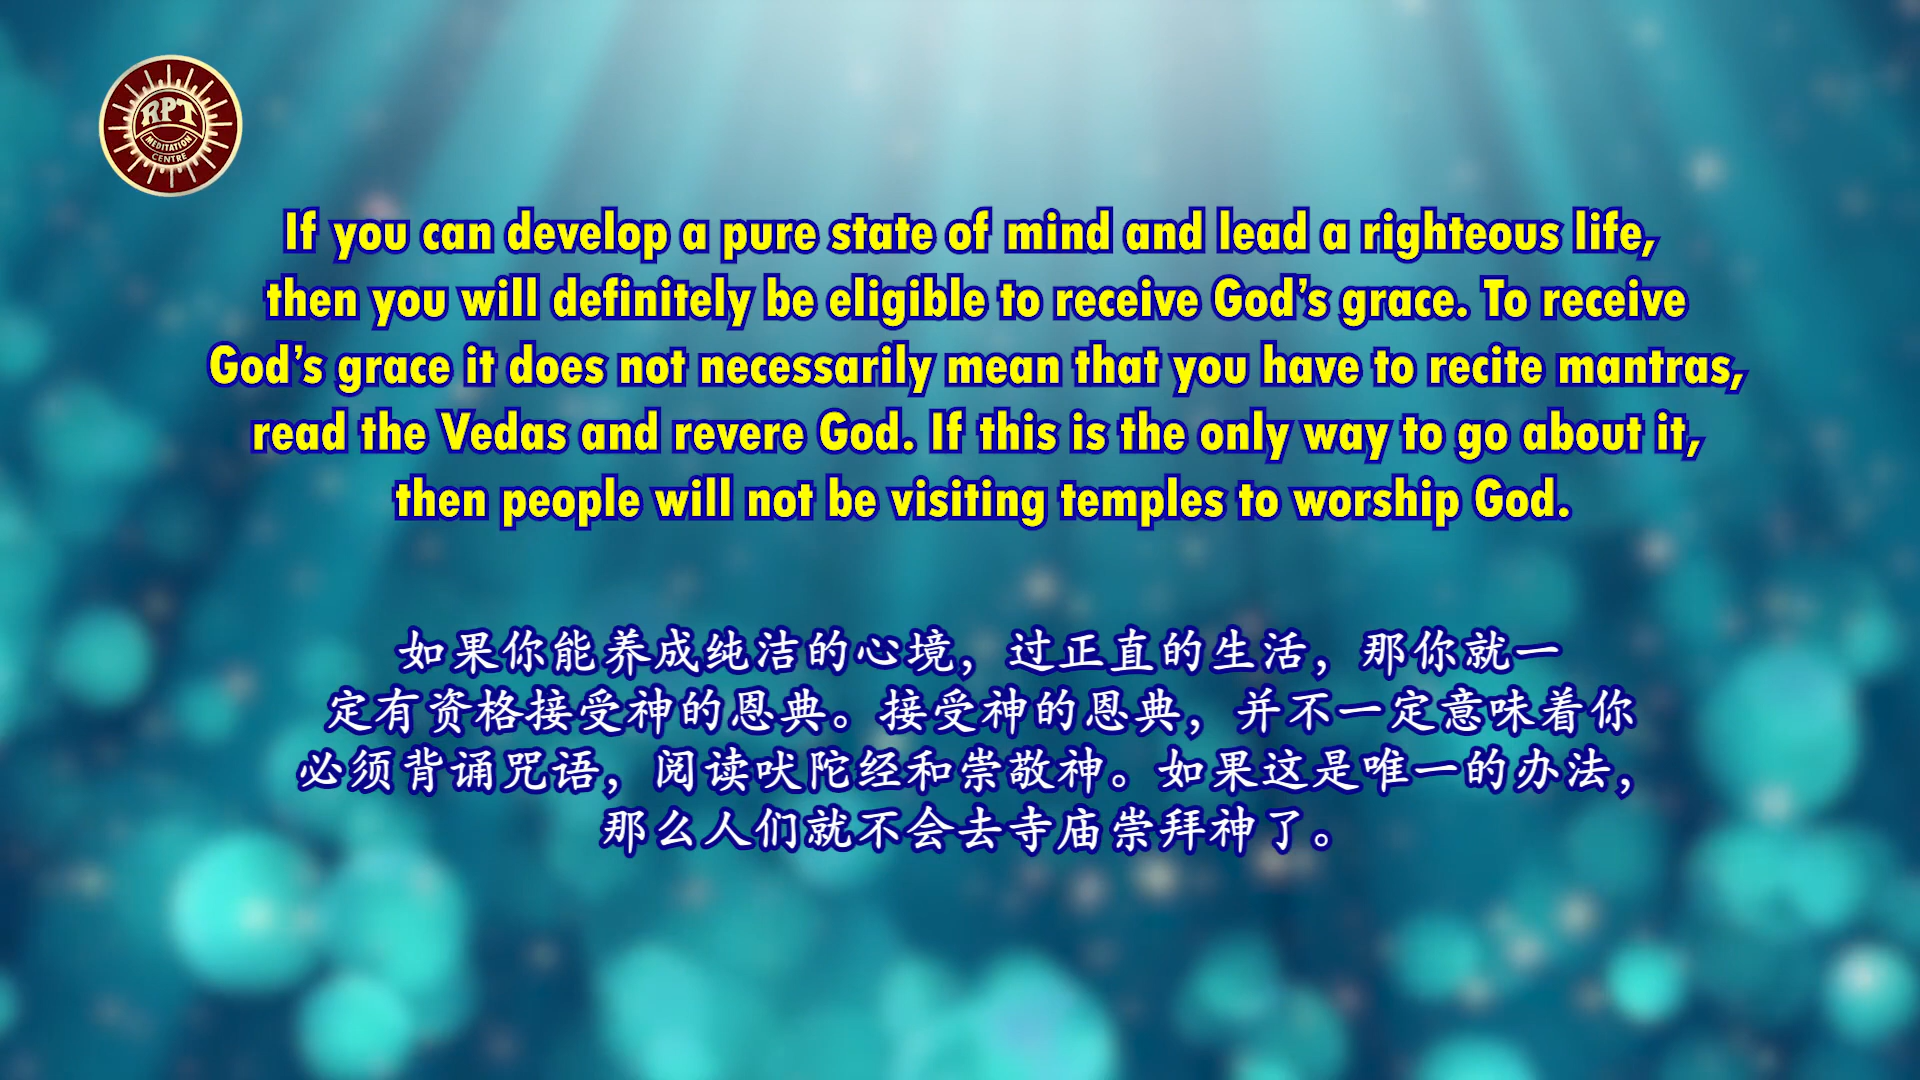 RPT
MEDITATION
CENTRE
If you can develop a pure state of mind and lead a righteous life,
then you will definitely be eligible to receive God’s grace. To receive
God’s grace it does not necessarily mean that you have to recite mantras,
read the Vedas and revere God. If this is the only way to go about it,
then people will not be visiting temples to worship God.
如果你能养成纯洁的心境，过正直的生活，那你就一
定有资格接受神的恩典。接受神的恩典，并不一定意味着你
必须背诵咒语，阅读吠陀经和崇敬神。如果这是唯一的办法，
那么人们就不会去寺庙崇拜神了。